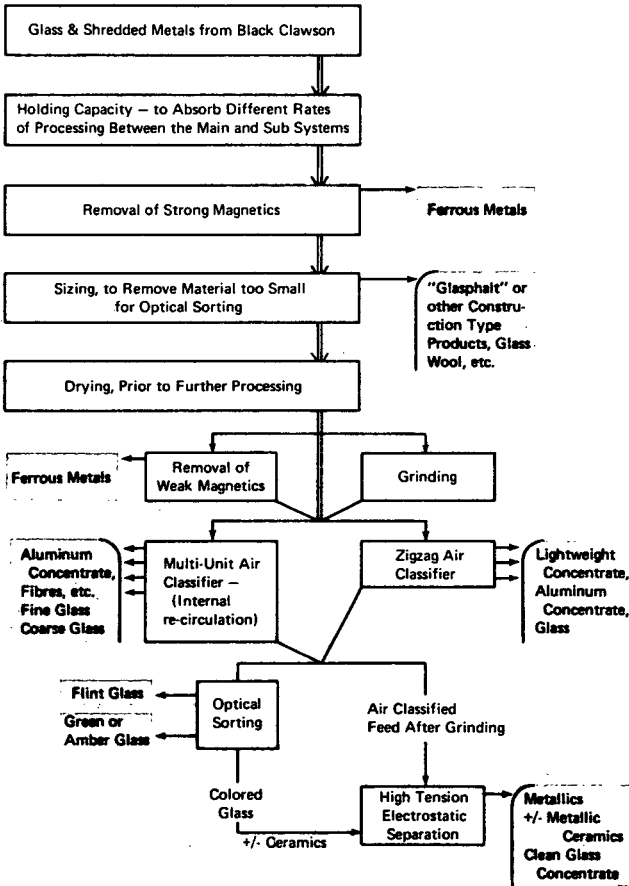 Glass & Shredded Metals from Black Clawson
Holding Capacity – to Absorb Different Rates
of Processing Between the Main and Sub Systems
Removal of Strong Magnetics
Ferrous Metals
Sizing, to Remove Material too Small
for Optical Sorting
"Glasphalt" or
other Construc-
tion Type
Products, Glass
Wool, etc.
Drying, Prior to Further Processing
Ferrous Metals
Removal of
Weak Magnetics
Grinding
Aluminum
Concentrate,
Fibres, etc.
Fine Glass
Coarse Glass
Multi-Unit Air
Classifier –
(Internal
re-circulation)
Zigzag Air
Classifier
Lightweight
Concentrate,
Aluminum
Concentrate,
Glass
Flint Glass
Green or
Amber Glass
Optical
Sorting
Air Classified
Feed After Grinding
Colored
Glass
+/- Ceramics
High Tension
Electrostatic
Separation
Metallics
+/- Metallic
Ceramics
Clean Glass
Concentrate